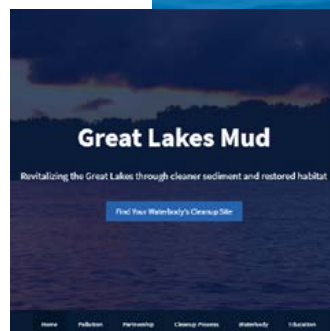 Great Lakes Mud
Revitalizing the Great Lakes through cleaner sediment and restored habitat
Find Your Waterbody's Cleanup Site
Home Pollution Partnership Cleanup Process Waterbody Education